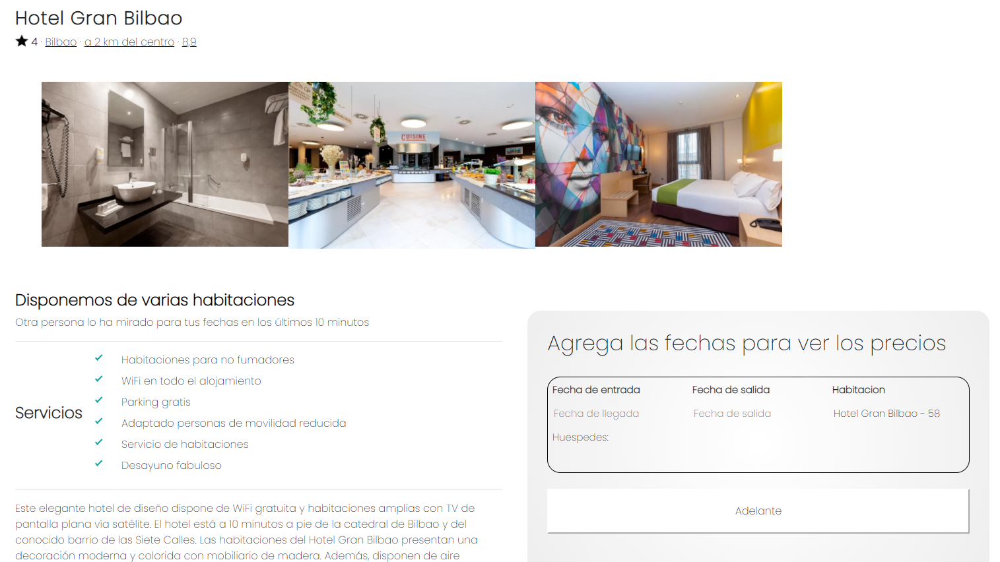 Hotel Gran Bilbao
4 · Bilbao · a 2 km del centro · 8,9
CUISINE
Disponemos de varias habitaciones
Otra persona lo ha mirado para tus fechas en los últimos 10 minutos
Servicios
Habitaciones para no fumadores
WiFi en todo el alojamiento
Parking gratis
Adaptado personas de movilidad reducida
Servicio de habitaciones
Desayuno fabuloso
Este elegante hotel de diseño dispone de WiFi gratuita y habitaciones amplias con TV de
pantalla plana vía satélite. El hotel está a 10 minutos a pie de la catedral de Bilbao y del
conocido barrio de las Siete Calles. Las habitaciones del Hotel Gran Bilbao presentan una
decoración moderna y colorida con mobiliario de madera. Además, disponen de aire
Agrega las fechas para ver los precios
Fecha de entrada Fecha de salida Habitacion
Fecha de llegada Fecha de salida Hotel Gran Bilbao - 58
Huespedes:
Adelante